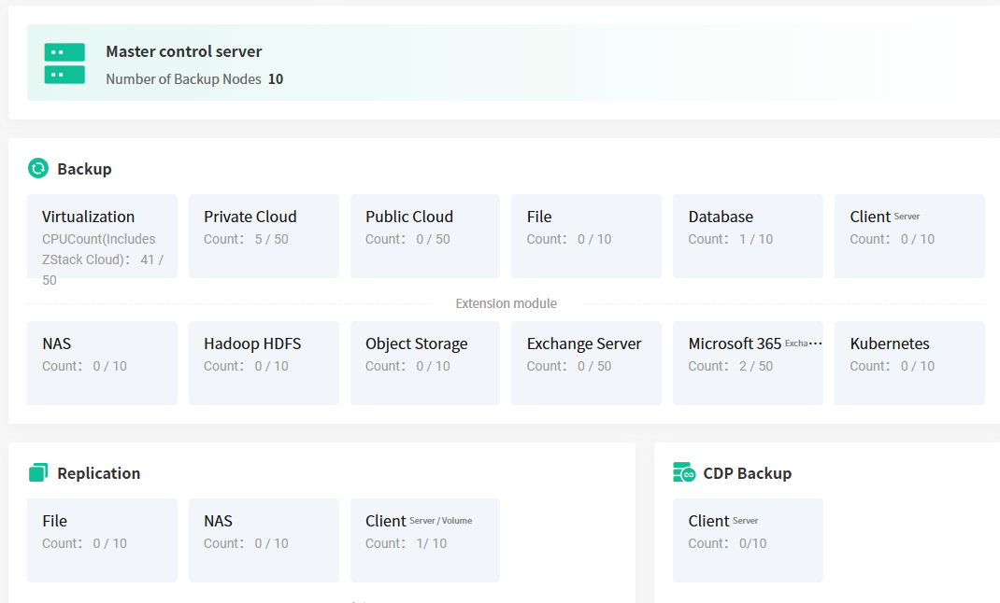 Master control server
Number of Backup Nodes 10
Backup
Virtualization
CPUCount(Includes
ZStack Cloud)： 41 /
50
Private Cloud
Count： 5 / 50
Public Cloud
Count： 0 / 50
File
Count： 0 / 10
Database
Count： 1 / 10
Client Server
Count： 0 / 10
Extension module
NAS
Count： 0 / 10
Hadoop HDFS
Count： 0 / 10
Object Storage
Count： 0 / 10
Exchange Server
Count： 0 / 50
Microsoft 365 Excha···
Count： 2 / 50
Kubernetes
Count： 0 / 10
Replication
File
Count： 0 / 10
NAS
Count： 0 / 10
Client Server / Volume
Count： 1/ 10
CDP Backup
Client Server
Count： 0/10